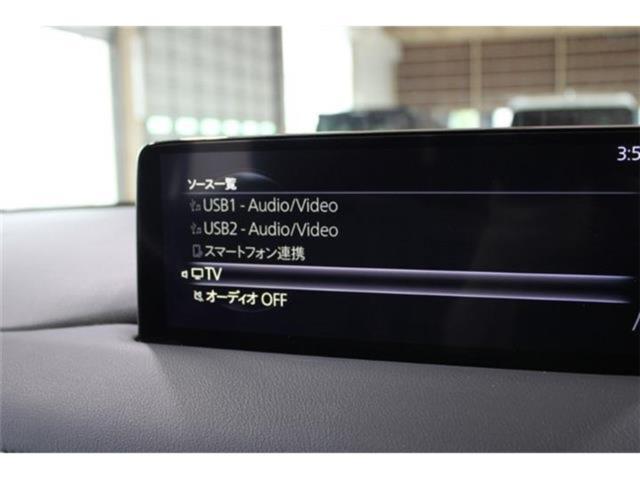 3:5
ソース一覧
USB1 - Audio/Video
USB2 - Audio/Video
スマートフォン連携
TV
オーディオ OFF